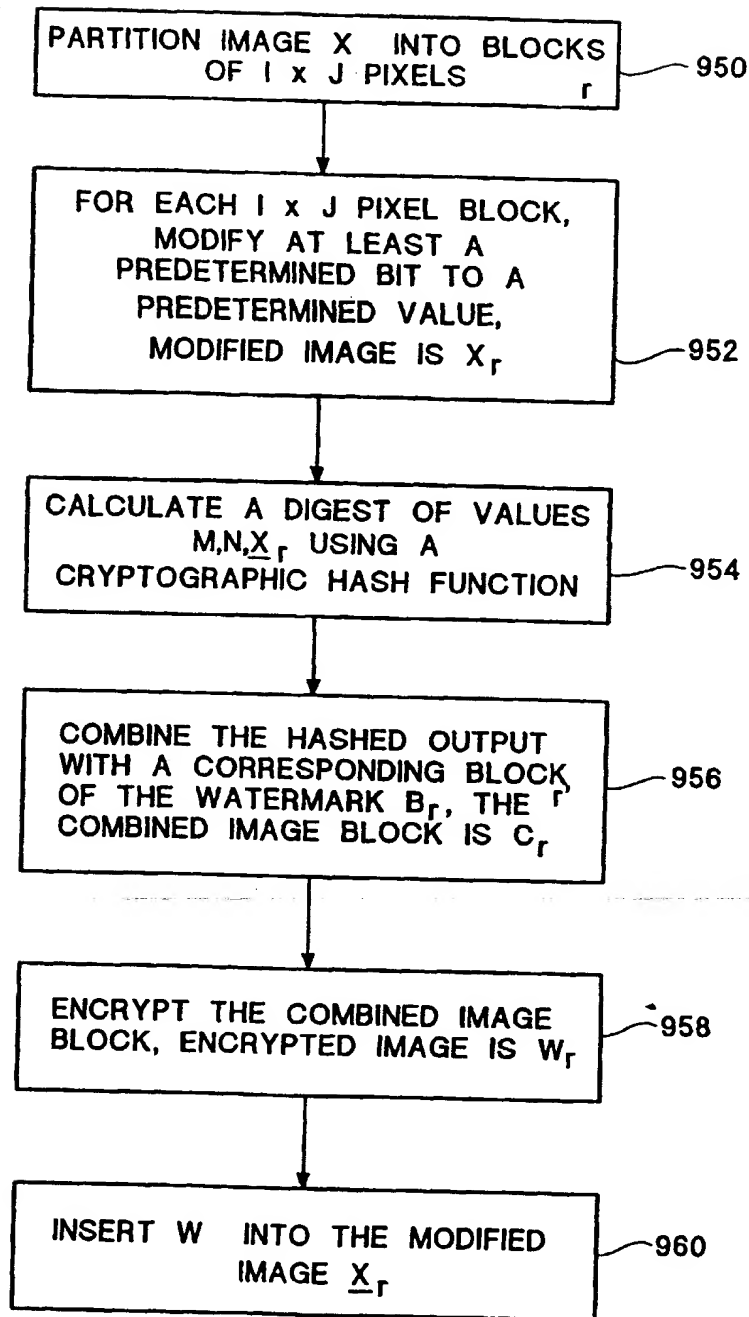 PARTITION IMAGE X INTO BLOCKS
OF I x J PIXELS r
950
FOR EACH I x J PIXEL BLOCK,
MODIFY AT LEAST A
PREDETERMINED BIT TO A
PREDETERMINED VALUE,
MODIFIED IMAGE IS Xr
952
CALCULATE A DIGEST OF VALUES
M,N,Xr USING A
CRYPTOGRAPHIC HASH FUNCTION
954
COMBINE THE HASHED OUTPUT
WITH A CORRESPONDING BLOCK,
OF THE WATERMARK Br, THE r
COMBINED IMAGE BLOCK IS Cr
956
ENCRYPT THE COMBINED IMAGE
BLOCK, ENCRYPTED IMAGE IS Wr
958
INSERT W INTO THE MODIFIED
IMAGE Xr
960